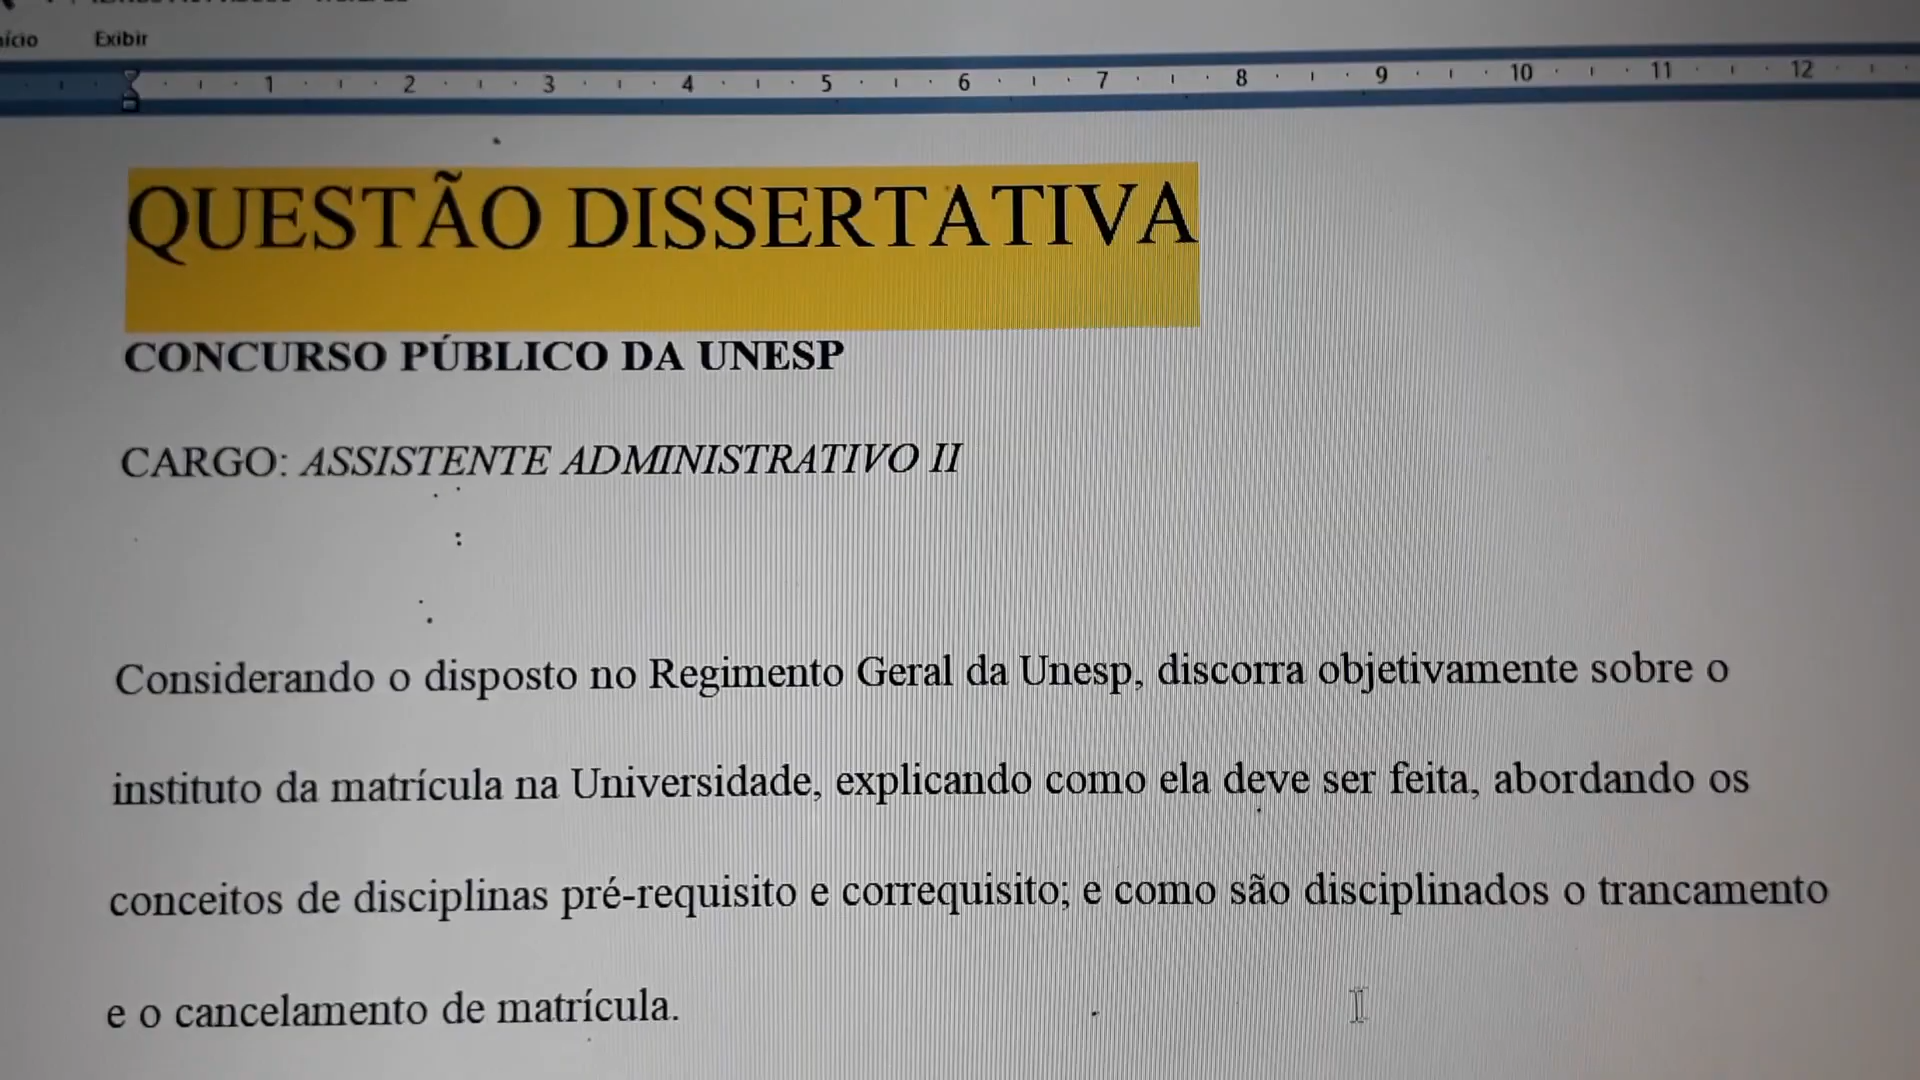 Exibir
1 2 3 4 5 6 7 8 9 10 11 12
QUESTÃO DISSERTATIVA
CONCURSO PÚBLICO DA UNESP
CARGO: ASSISTENTE ADMINISTRATIVO II
Considerando o disposto no Regimento Geral da Unesp, discorra objetivamente sobre o
instituto da matrícula na Universidade, explicando como ela deve ser feita, abordando os
conceitos de disciplinas pré-requisito e correquisito; e como são disciplinados o trancamento
e o cancelamento de matrícula.